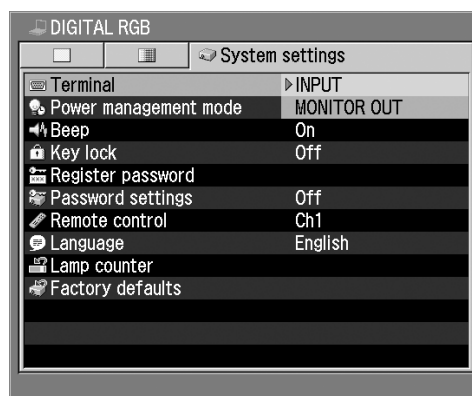 DIGITAL RGB
System settings
Terminal INPUT
Power management mode MONITOR OUT
Beep On
Key lock Off
Register password
Password settings Off
Remote control Ch1
Language English
Lamp counter
Factory defaults